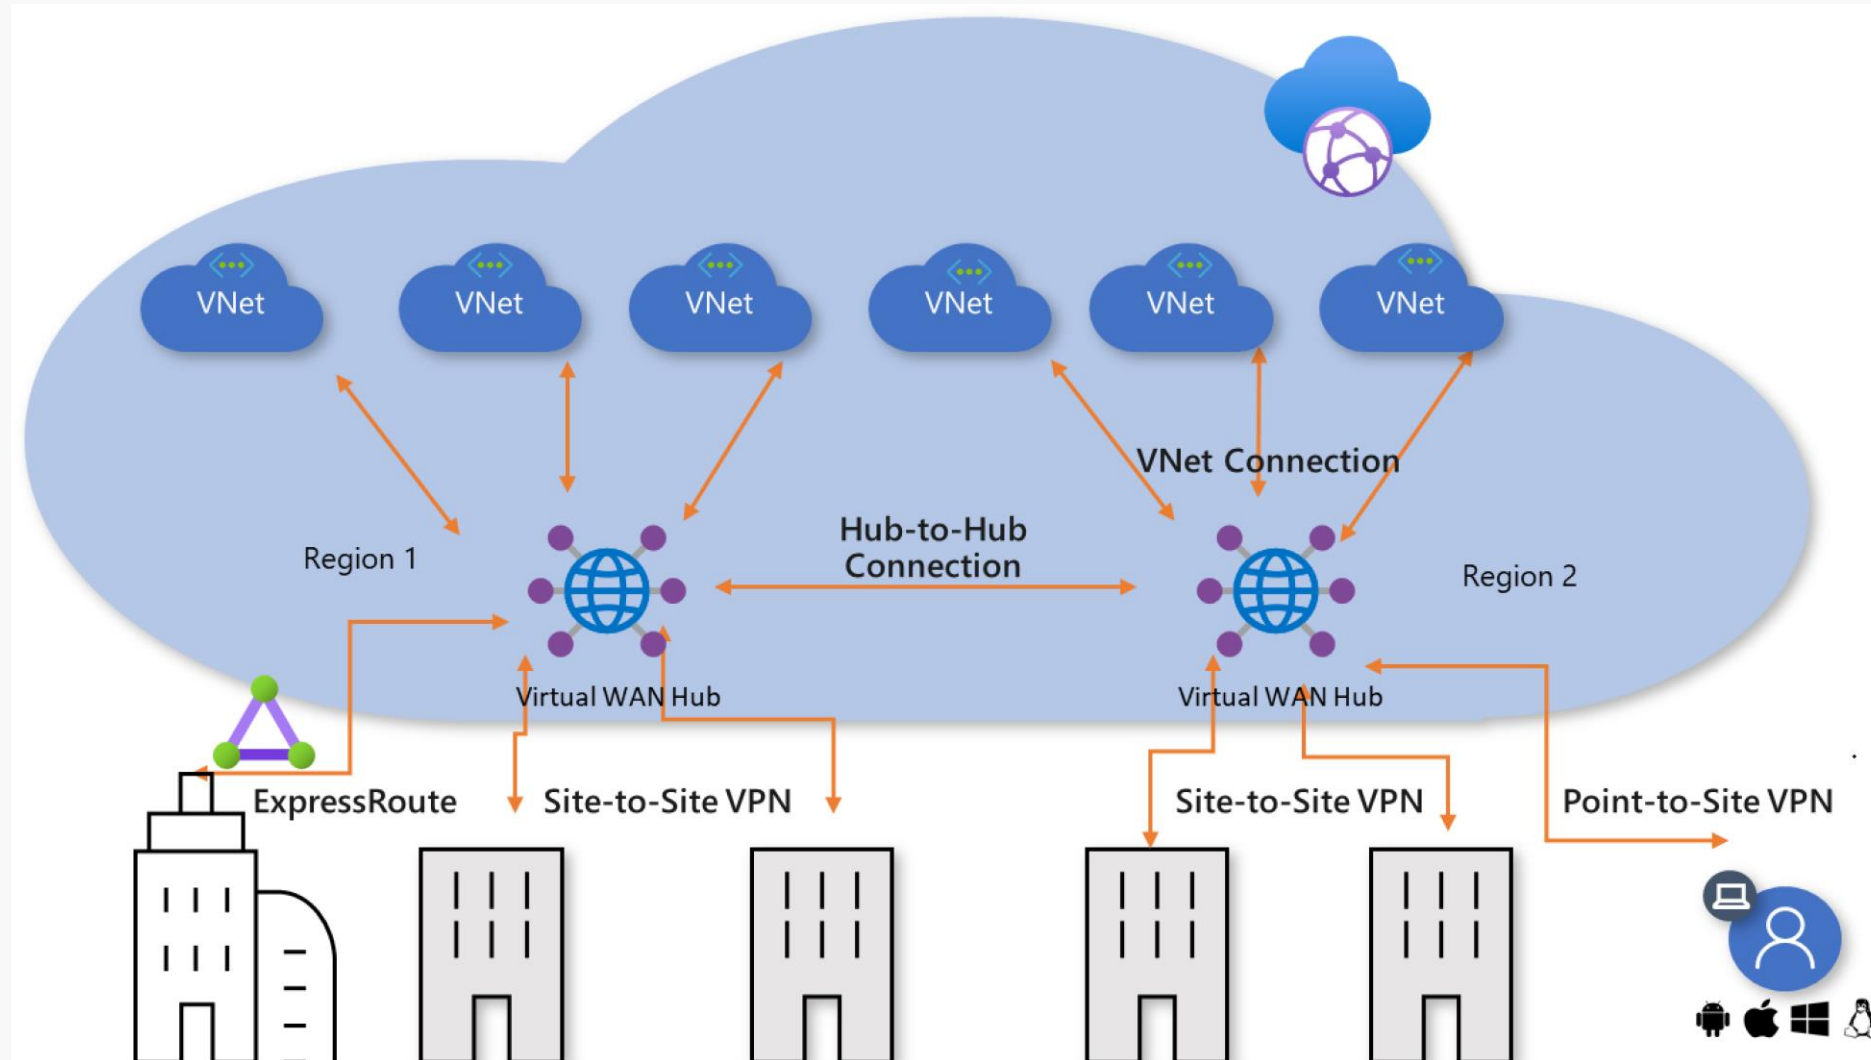 VNet
VNet
VNet
VNet
VNet
VNet
VNet Connection
Hub-to-Hub
Connection
Region 1
Region 2
Virtual WAN Hub
Virtual WAN Hub
ExpressRoute
Site-to-Site VPN
Site-to-Site VPN
Point-to-Site VPN